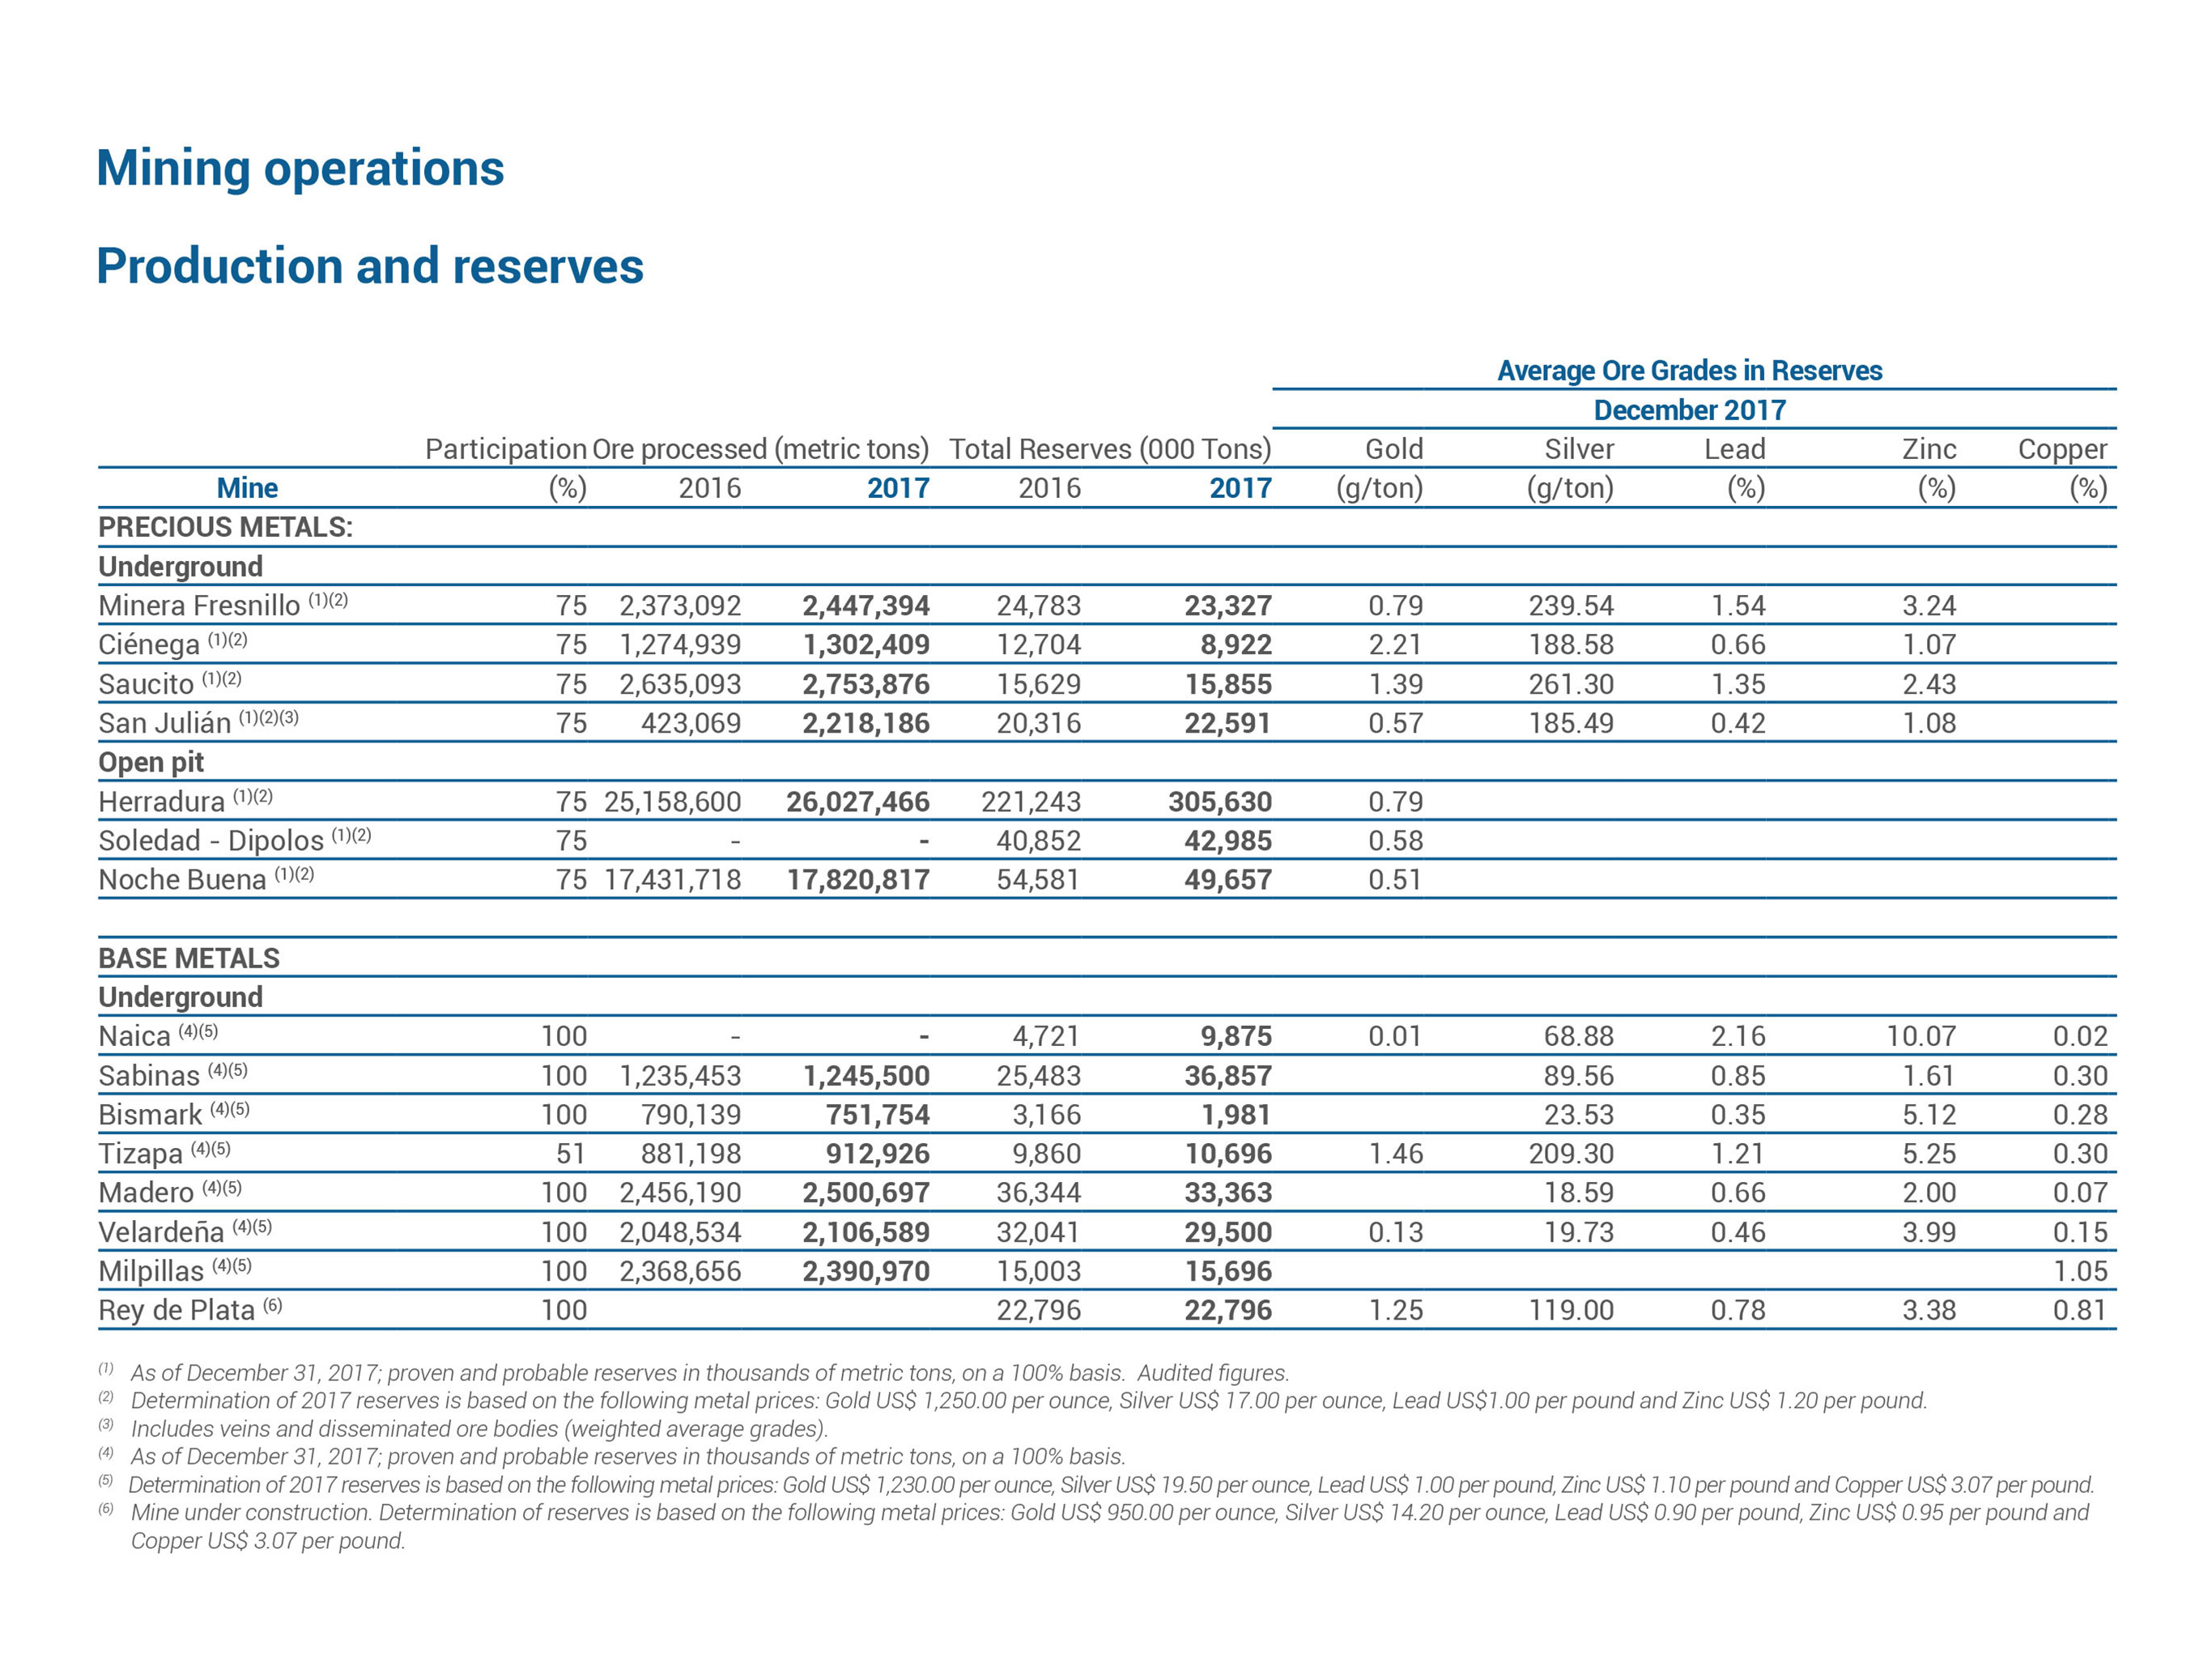 Mining operations
Production and reserves
Average Ore Grades in Reserves
December 2017
Participation Ore processed (metric tons) Total Reserves (000 Tons) Gold Silver Lead Zinc Copper
Mine (%) 2016 2017 2016 2017 (g/ton) (g/ton) (%) (%) (%)
PRECIOUS METALS:
Underground
Minera Fresnillo (1)(2) 75 2,373,092 2,447,394 24,783 23,327 0.79 239.54 1.54 3.24
Ciénega (1)(2) 75 1,274,939 1,302,409 12,704 8,922 2.21 188.58 0.66 1.07
Saucito (1)(2) 75 2,635,093 2,753,876 15,629 15,855 1.39 261.30 1.35 2.43
San Julián (1)(2)(3) 75 423,069 2,218,186 20,316 22,591 0.57 185.49 0.42 1.08
Open pit
Herradura (1)(2) 75 25,158,600 26,027,466 221,243 305,630 0.79
Soledad - Dipolos (1)(2) 75 - - 40,852 42,985 0.58
Noche Buena (1)(2) 75 17,431,718 17,820,817 54,581 49,657 0.51
BASE METALS
Underground
Naica (4)(5) 100 - - 4,721 9,875 0.01 68.88 2.16 10.07 0.02
Sabinas (4)(5) 100 1,235,453 1,245,500 25,483 36,857 89.56 0.85 1.61 0.30
Bismark (4)(5) 100 790,139 751,754 3,166 1,981 23.53 0.35 5.12 0.28
Tizapa (4)(5) 51 881,198 912,926 9,860 10,696 1.46 209.30 1.21 5.25 0.30
Madero (4)(5) 100 2,456,190 2,500,697 36,344 33,363 18.59 0.66 2.00 0.07
Velardeña (4)(5) 100 2,048,534 2,106,589 32,041 29,500 0.13 19.73 0.46 3.99 0.15
Milpillas (4)(5) 100 2,368,656 2,390,970 15,003 15,696 1.05
Rey de Plata (6) 100 22,796 22,796 1.25 119.00 0.78 3.38 0.81
(1) As of December 31, 2017; proven and probable reserves in thousands of metric tons, on a 100% basis. Audited figures.
(2) Determination of 2017 reserves is based on the following metal prices: Gold US$ 1,250.00 per ounce, Silver US$ 17.00 per ounce, Lead US$1.00 per pound and Zinc US$ 1.20 per pound.
(3) Includes veins and disseminated ore bodies (weighted average grades).
(4) As of December 31, 2017; proven and probable reserves in thousands of metric tons, on a 100% basis.
(5) Determination of 2017 reserves is based on the following metal prices: Gold US$ 1,230.00 per ounce, Silver US$ 19.50 per ounce, Lead US$ 1.00 per pound, Zinc US$ 1.10 per pound and Copper US$ 3.07 per pound.
(6) Mine under construction. Determination of reserves is based on the following metal prices: Gold US$ 950.00 per ounce, Silver US$ 14.20 per ounce, Lead US$ 0.90 per pound, Zinc US$ 0.95 per pound and
Copper US$ 3.07 per pound.